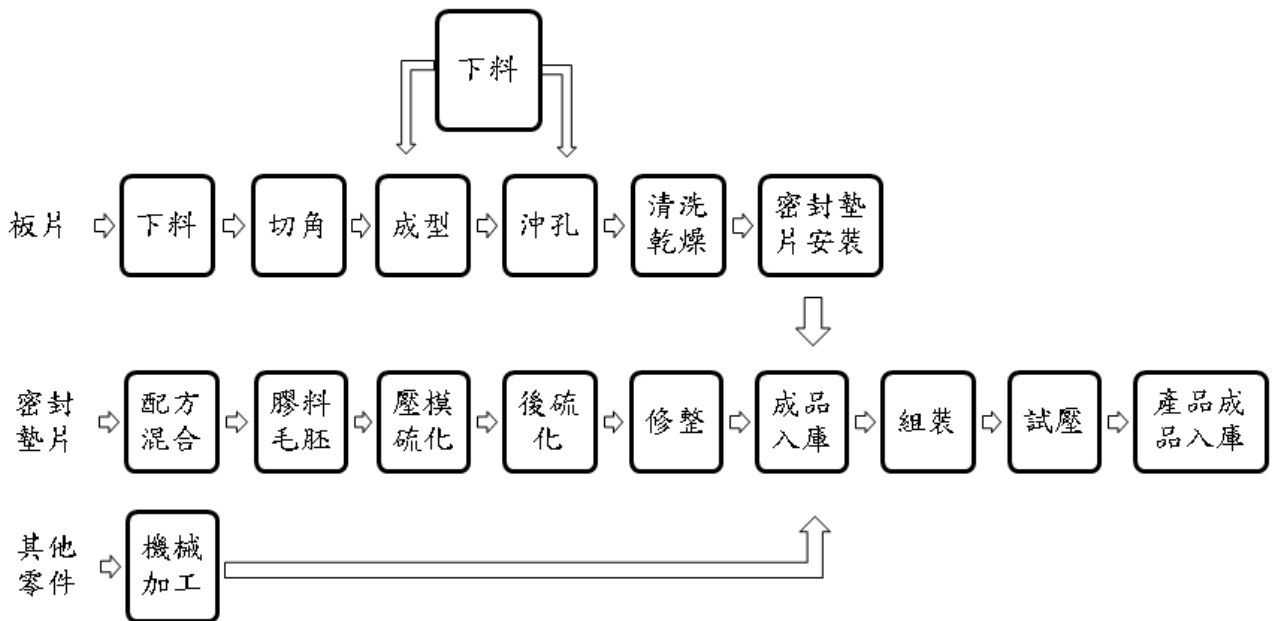 下料
板片
下料
切角
成型
沖孔
清洗
乾燥
密封墊
片安裝
密封
墊片
配方
混合
膠料
毛胚
壓模
硫化
後硫
化
修整
成品
入庫
組裝
試壓
產品成
品入庫
其他
零件
機械
加工